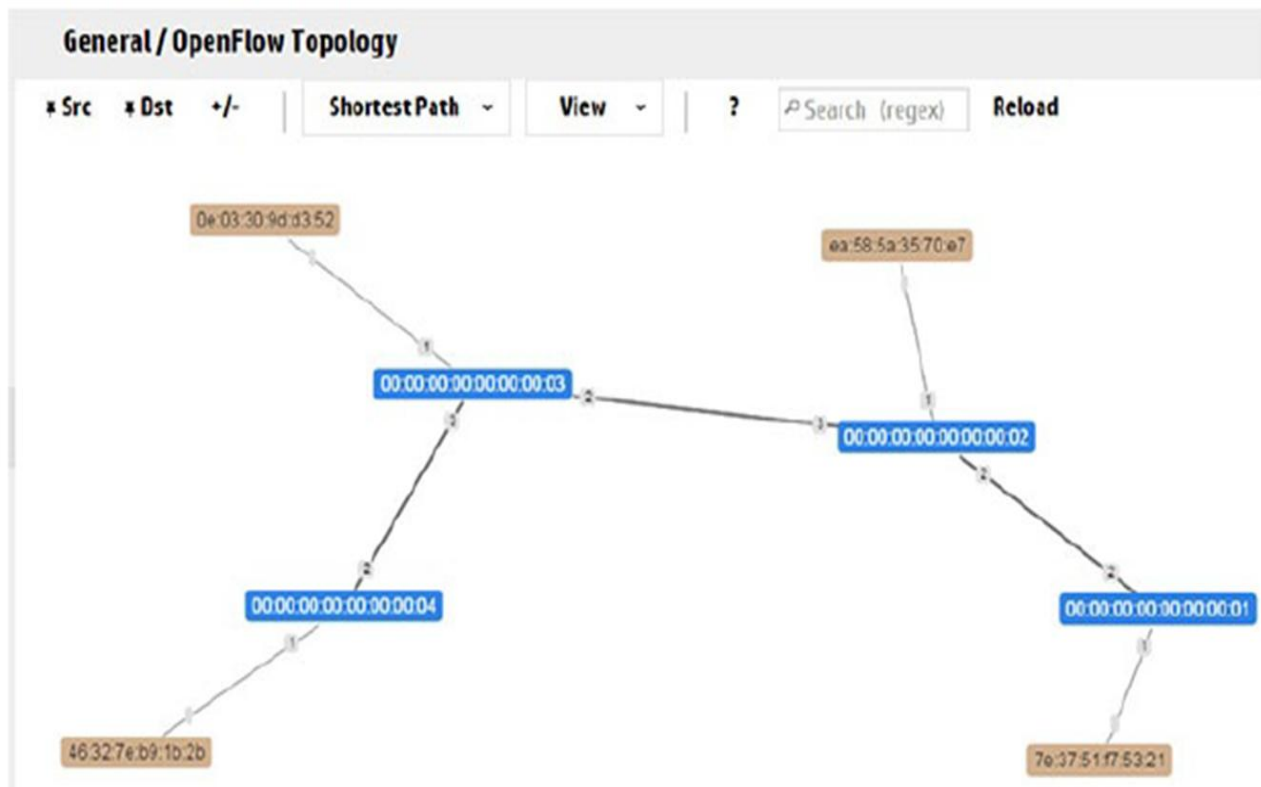 General / OpenFlow Topology
Src Dst +/- Shortest Path View ? Search (regex) Reload
0e:03:30:9d:d3:52
ea:58:5a:35:70:e7
1
00:00:00:00:00:00:00:03
2
1
3
00:00:00:00:00:00:00:02
3
2
2
2
00:00:00:00:00:00:00:04
00:00:00:00:00:00:00:01
1
1
46:32:7e:b9:1b:2b
7e:37:51:f7:53:21